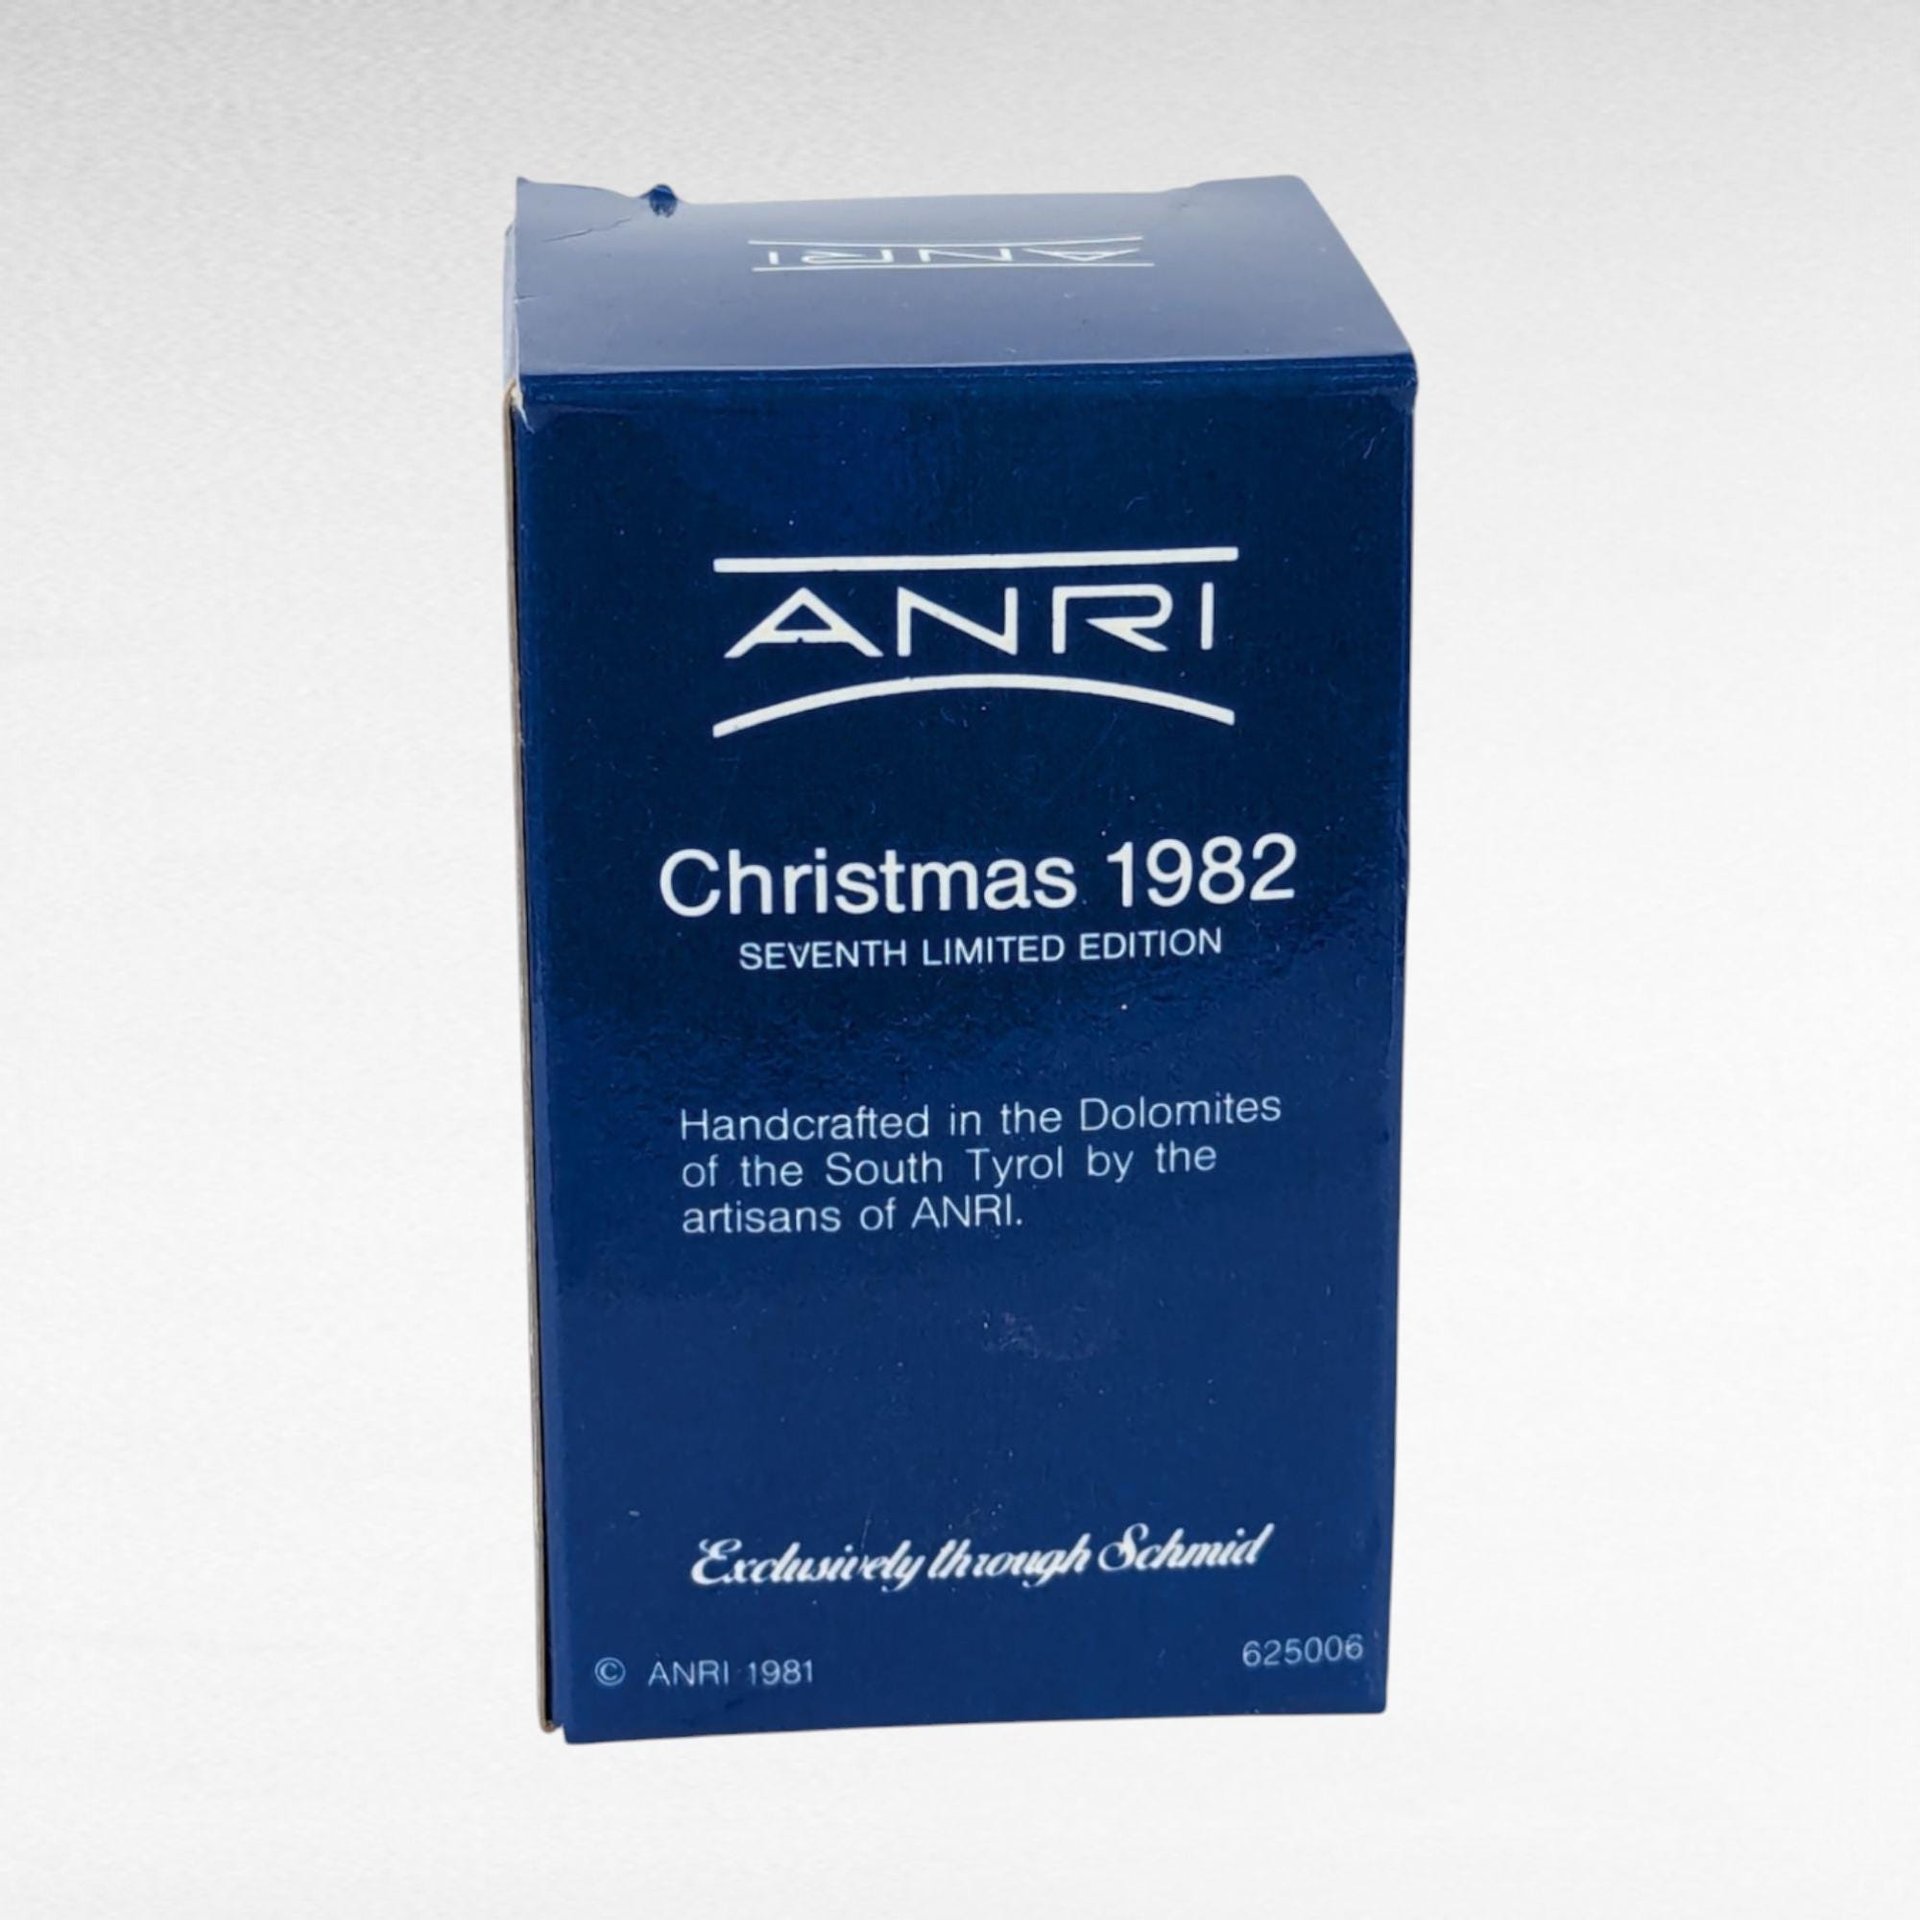 ANRI
ANRI
Christmas 1982
SEVENTH LIMITED EDITION
Handcrafted in the Dolomites
of the South Tyrol by the
artisans of ANRI.
Exclusively through Schmid
© ANRI 1981
625006